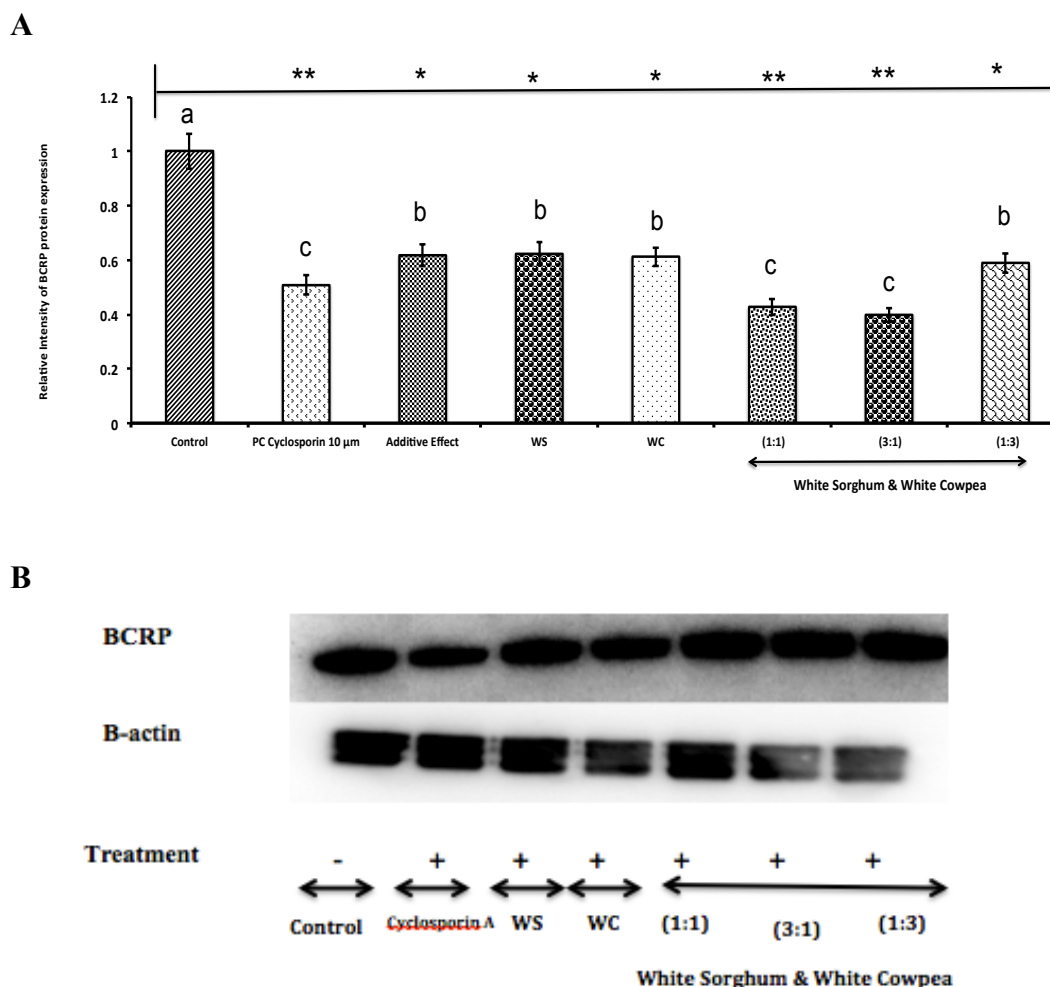 A
** * * * ** ** *
Relative Intensity of BCRP protein expression
1.2
1
0.8
0.6
0.4
0.2
0
a
c
b
b
b
c
c
b
Control PC Cyclosporin 10 µm Additive Effect WS WC (1:1) (3:1) (1:3)
White Sorghum & White Cowpea
B
BCRP
B-actin
Treatment - + + + + + +
Control Cyclosporin A WS WC (1:1) (3:1) (1:3)
White Sorghum & White Cowpea